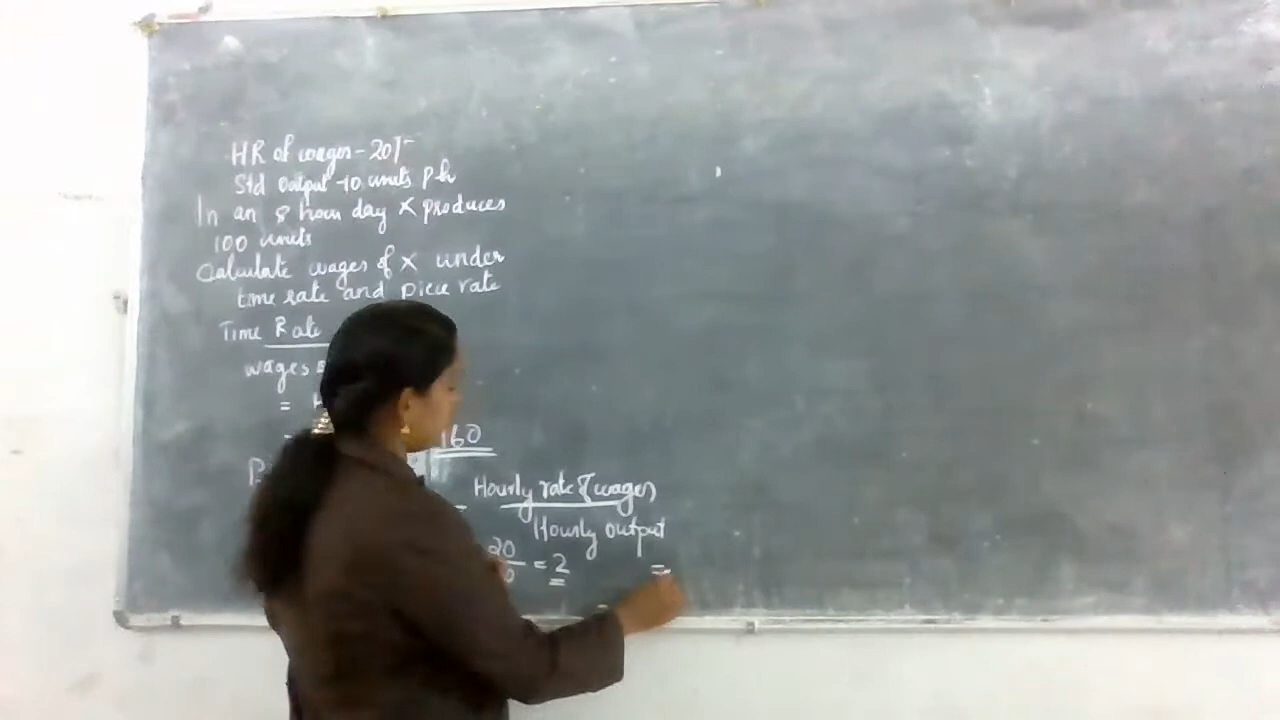 HR of wages - 20/-
Std output - 10 units p h
In an 8 hour day X produces
100 units
Calculate wages of X under
time rate and piece rate
Time Rate
wages
=
160
= Hourly rate of (wages)
Hourly output
20
= 2
=